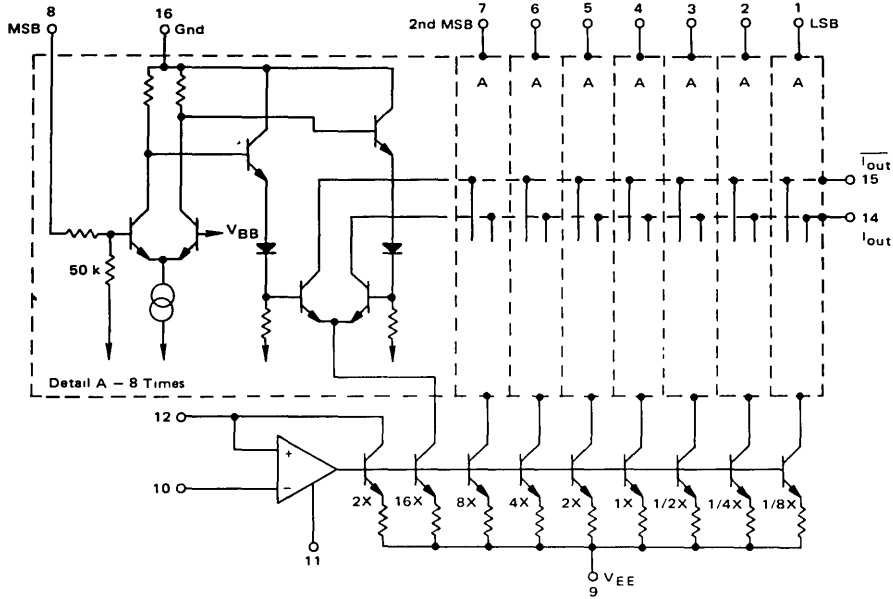 8 16 7 6 5 4 3 2 1
MSB Gnd 2nd MSB LSB
A A A A A A A
I̅out̅
15
14
Iout
VBB
50 k
Detail A – 8 Times
12
+
10
−
2X 16X 8X 4X 2X 1X 1/2X 1/4X 1/8X
11
VEE
9